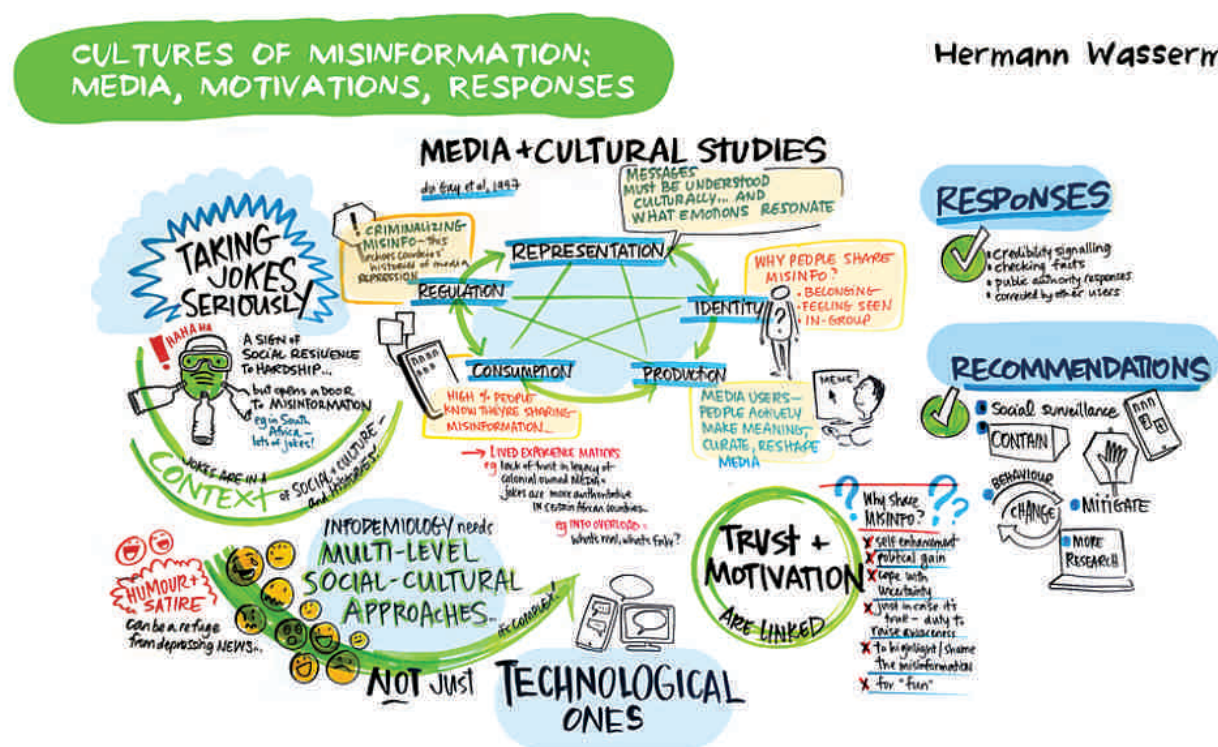 CULTURES OF MISINFORMATION:
MEDIA, MOTIVATIONS, RESPONSES
Hermann Wasserm
MEDIA + CULTURAL STUDIES
du Gay et al, 1997
MESSAGES
MUST BE UNDERSTOOD
CULTURALLY... AND
WHAT EMOTIONS RESONATE
!
CRIMINALIZING
MISINFO - this
countries'
histories of media
REPRESSION
REPRESENTATION
REGULATION
IDENTITY
CONSUMPTION
PRODUCTION
WHY PEOPLE SHARE
MISINFO?
• BELONGING
• FEELING SEEN
• IN-GROUP
?
HIGH % PEOPLE
KNOW THEY'RE SHARING
MISINFORMATION...
MEDIA USERS -
PEOPLE ACTIVELY
MAKE MEANING,
CURATE, RESHAPE
MEDIA
MEME
→ LIVED EXPERIENCE MATTERS
eg lack of trust in legacy of
colonial owned MEDIA -
jokes are more authoritative
IN certain African countries...
eg INFO OVERLOAD =
what's real, what's fake?
TAKING
JOKES
SERIOUSLY
HAHAHA
!
A SIGN OF
SOCIAL RESILIENCE
TO HARDSHIP...
but opens a DOOR
TO MISINFORMATION
eg in South
Africa -
lots of jokes!
JOKES ARE IN A
CONTEXT
OF SOCIAL + CULTURE -
and HISTORIES.
HUMOUR +
SATIRE
can be a refuge
from depressing NEWS...
INFODEMIOLOGY needs
MULTI-LEVEL
SOCIAL-CULTURAL
APPROACHES...
it's COMPLEX!
NOT Just
TECHNOLOGICAL
ONES
TRUST +
MOTIVATION
ARE LINKED
? ? ? ?
Why share
MISINFO?
x self enhancement
x political gain
x cope with
uncertainty
x just in case it's
true - duty to
raise awareness
x to highlight/shame
the misinformation
x for "fun"
RESPONSES
• credibility signalling
• checking facts
• public authority responses
• corrected by other users
RECOMMENDATIONS
• Social surveillance
• CONTAIN
• BEHAVIOUR
CHANGE
• MITIGATE
• MORE
RESEARCH